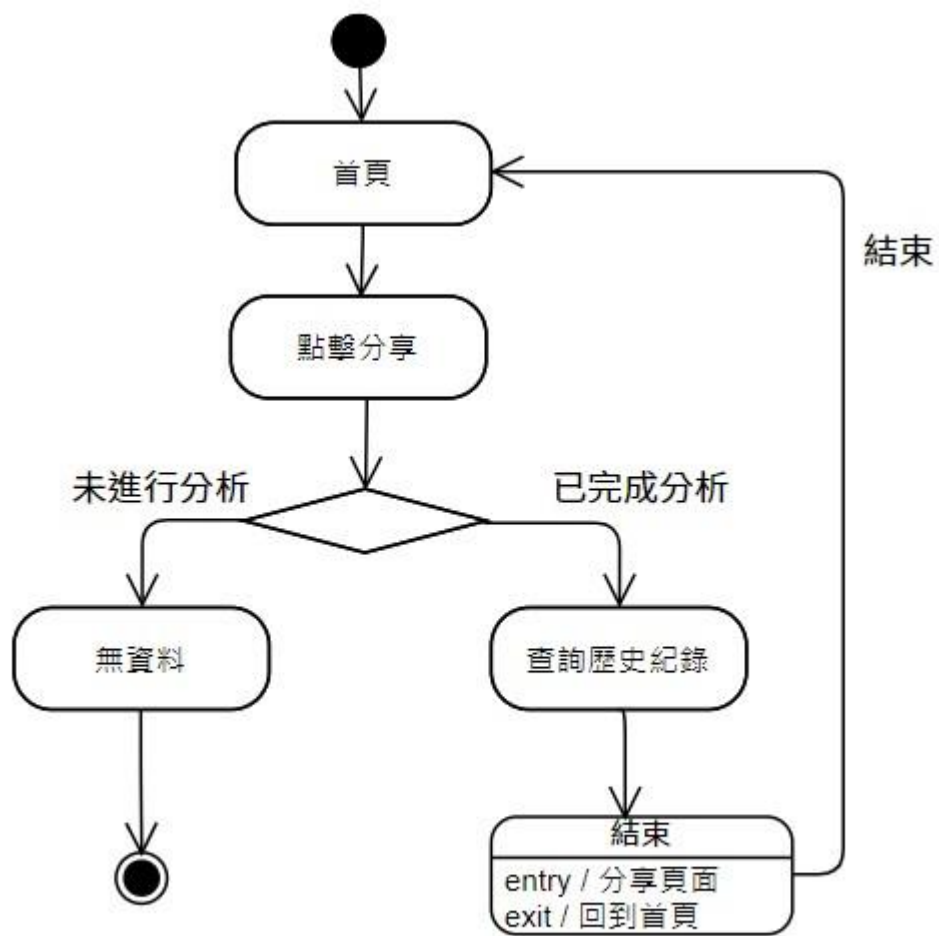 首頁
結束
點擊分享
未進行分析
已完成分析
無資料
查詢歷史紀錄
結束
entry / 分享頁面
exit / 回到首頁